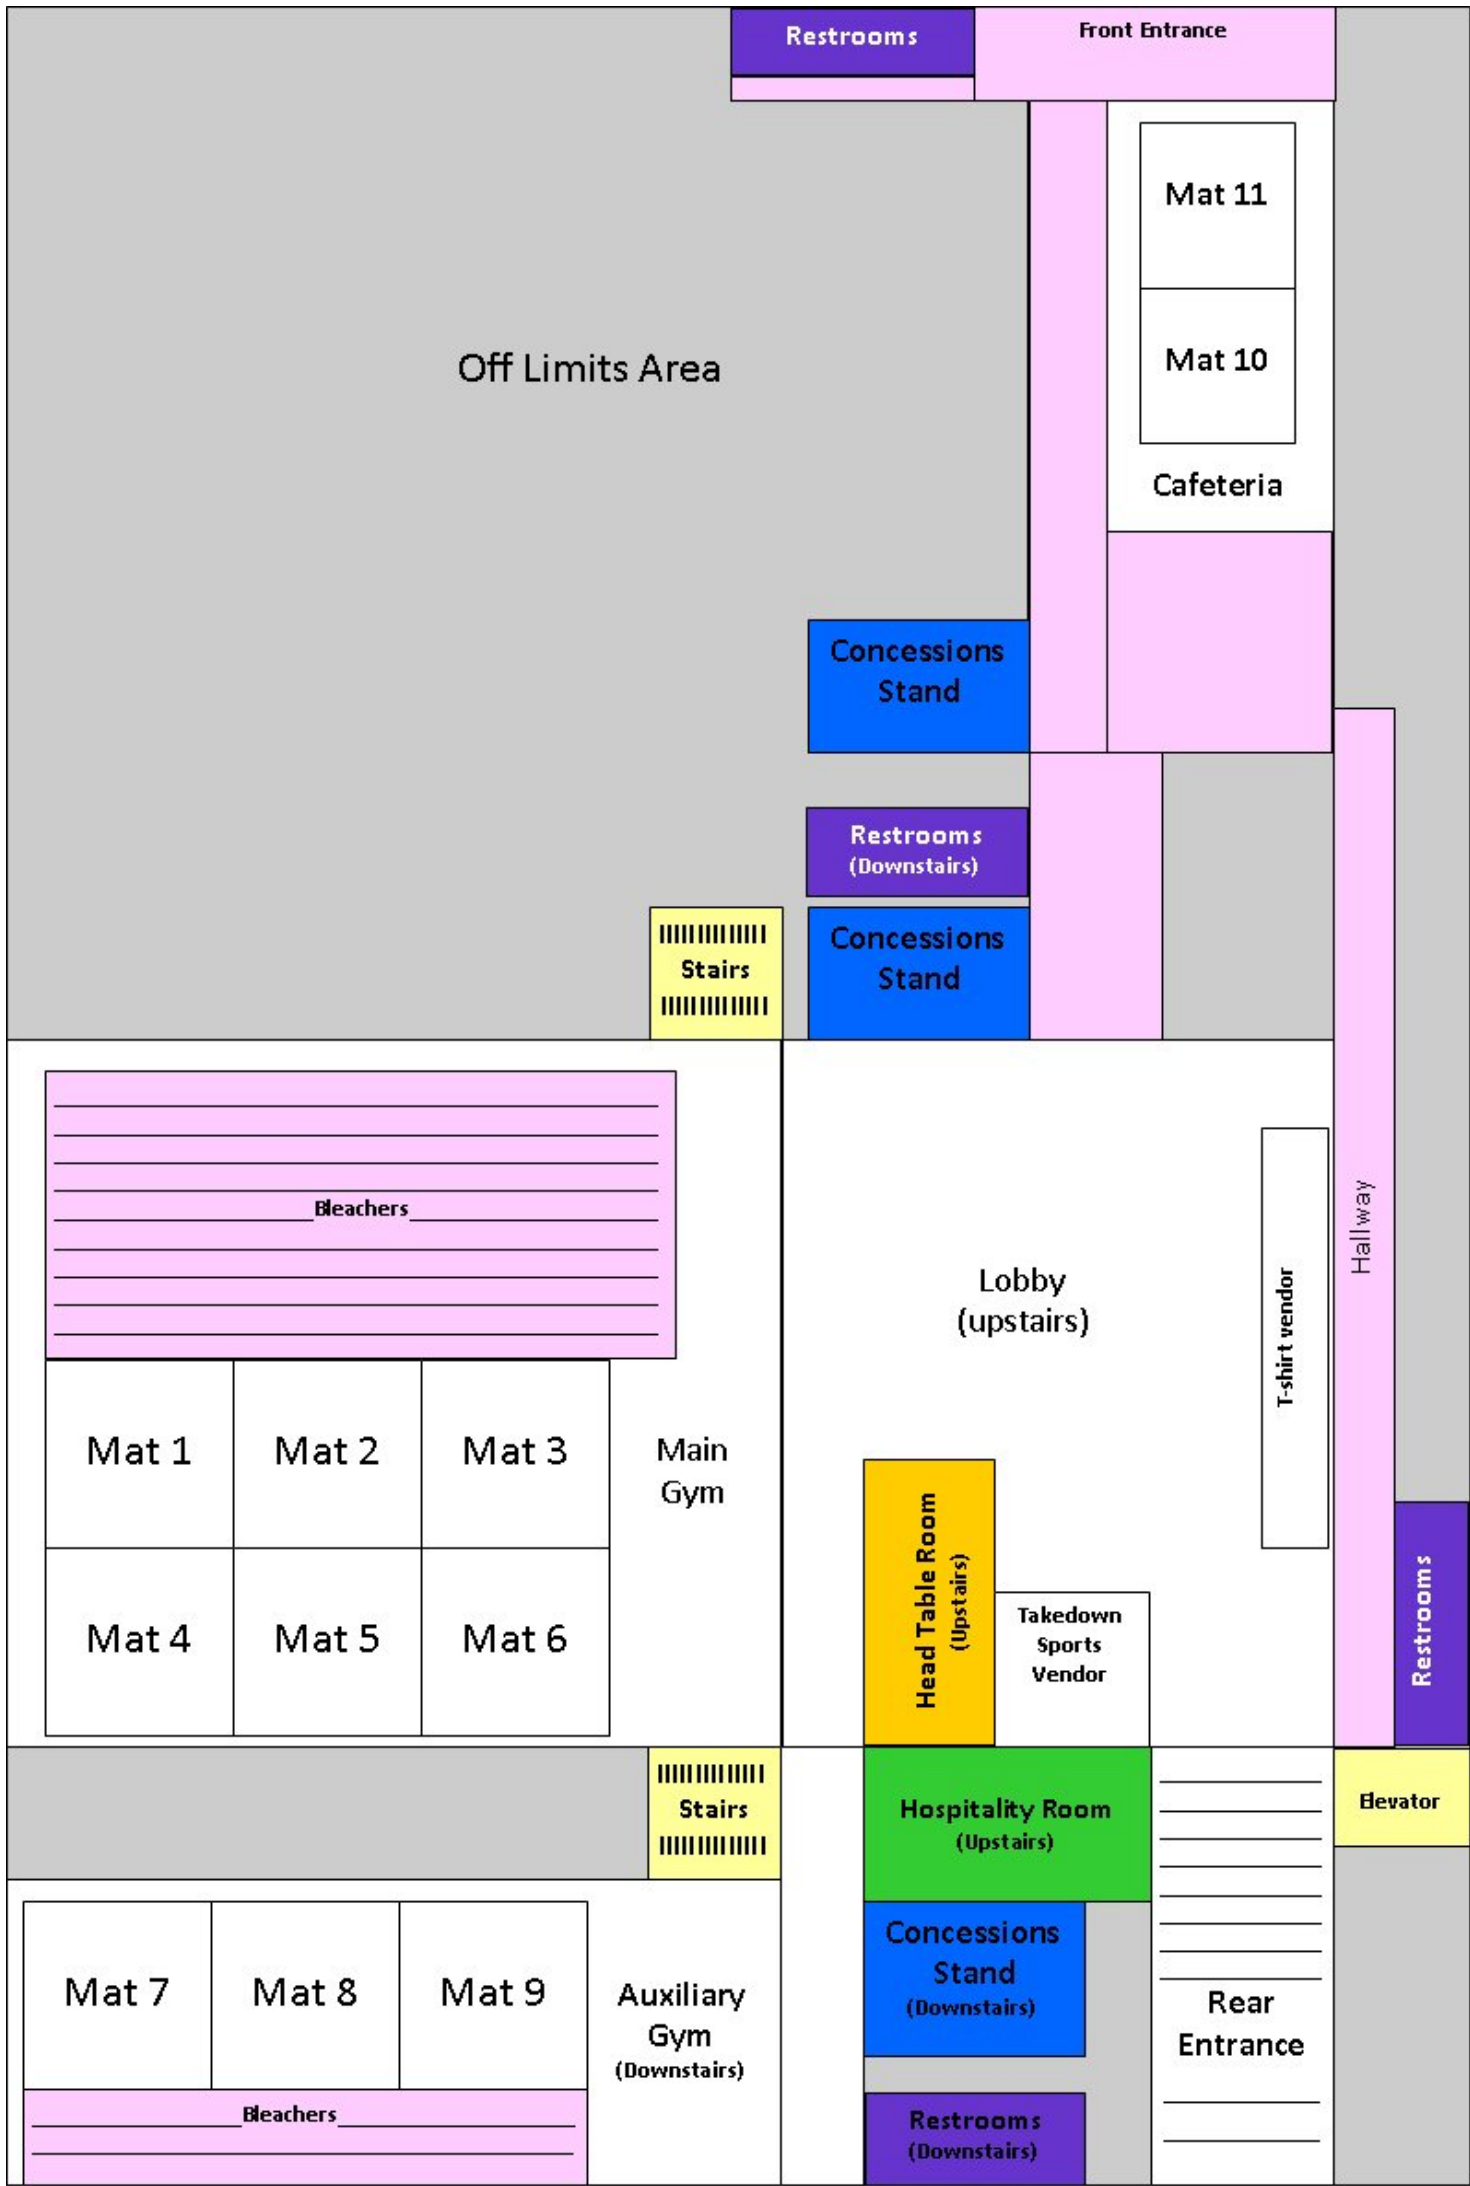 Restrooms
Front Entrance
Mat 11
Mat 10
Off Limits Area
Cafeteria
Concessions
Stand
Restrooms
(Downstairs)
Concessions
Stand
Stairs
Bleachers
Hallway
Lobby
(upstairs)
T-shirt vendor
Mat 1
Mat 2
Mat 3
Main
Gym
Head Table Room
(Upstairs)
Takedown
Sports
Vendor
Restrooms
Mat 4
Mat 5
Mat 6
Stairs
Hospitality Room
(Upstairs)
Elevator
Concessions
Stand
(Downstairs)
Mat 7
Mat 8
Mat 9
Auxiliary
Gym
(Downstairs)
Rear
Entrance
Bleachers
Restrooms
(Downstairs)